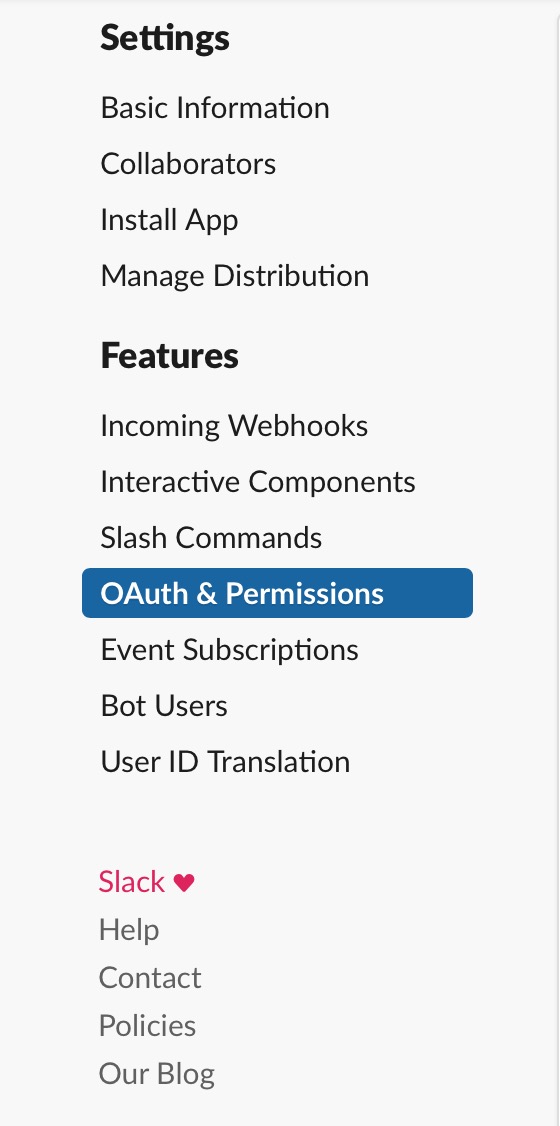 Settings
Basic Information
Collaborators
Install App
Manage Distribution
Features
Incoming Webhooks
Interactive Components
Slash Commands
OAuth & Permissions
Event Subscriptions
Bot Users
User ID Translation
Slack ♥
Help
Contact
Policies
Our Blog